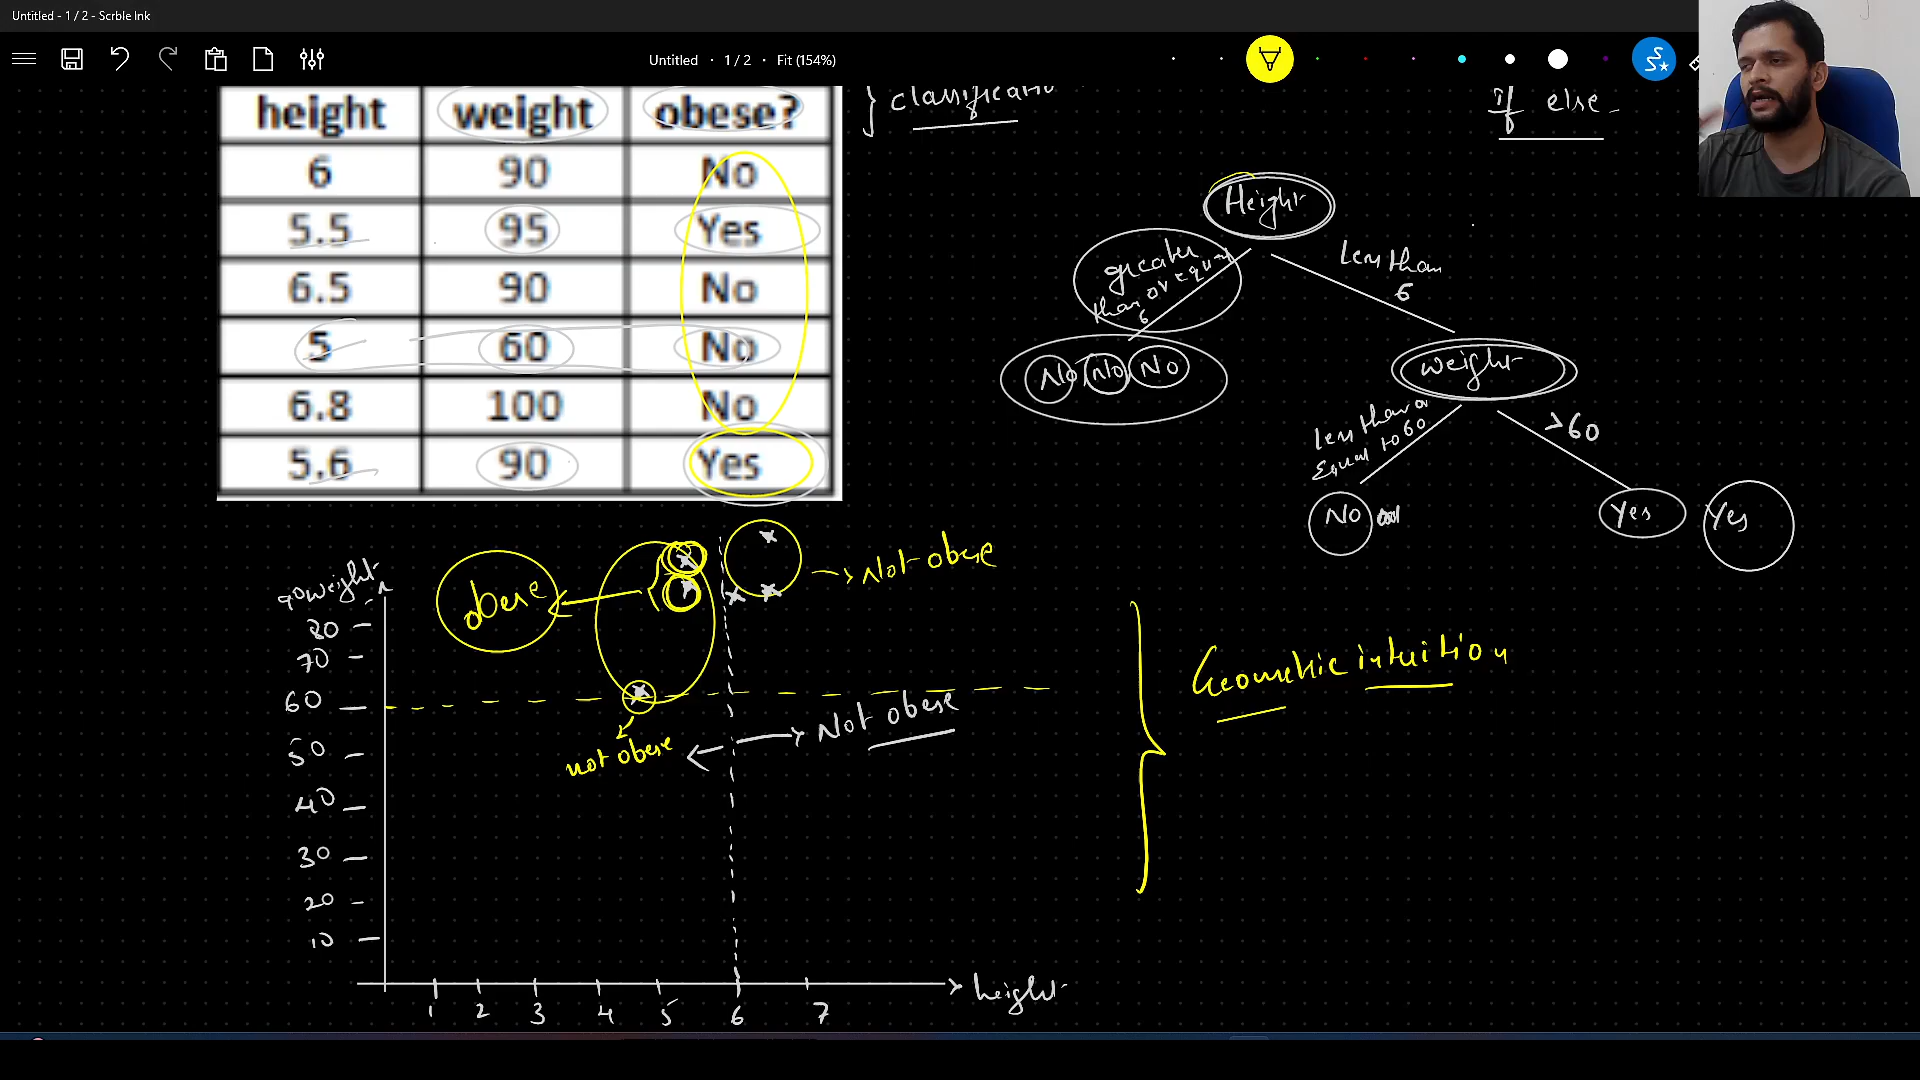 Untitled - 1 / 2 - Scrble Ink
Untitled · 1 / 2 · Fit (154%)
height weight obese?
6 90 No
5.5 95 Yes
6.5 90 No
5 60 No
6.8 100 No
5.6 90 Yes
if else
Height
greater
than or equal
6
Less than
6
No No No
weight
Less than or
Equal to 60
>60
No
Yes
Yes
90 weight
80
70
60
50
40
30
20
10
obese
Not obese
not obese
Not obese
Geometric intuition
1 2 3 4 5 6 7
height